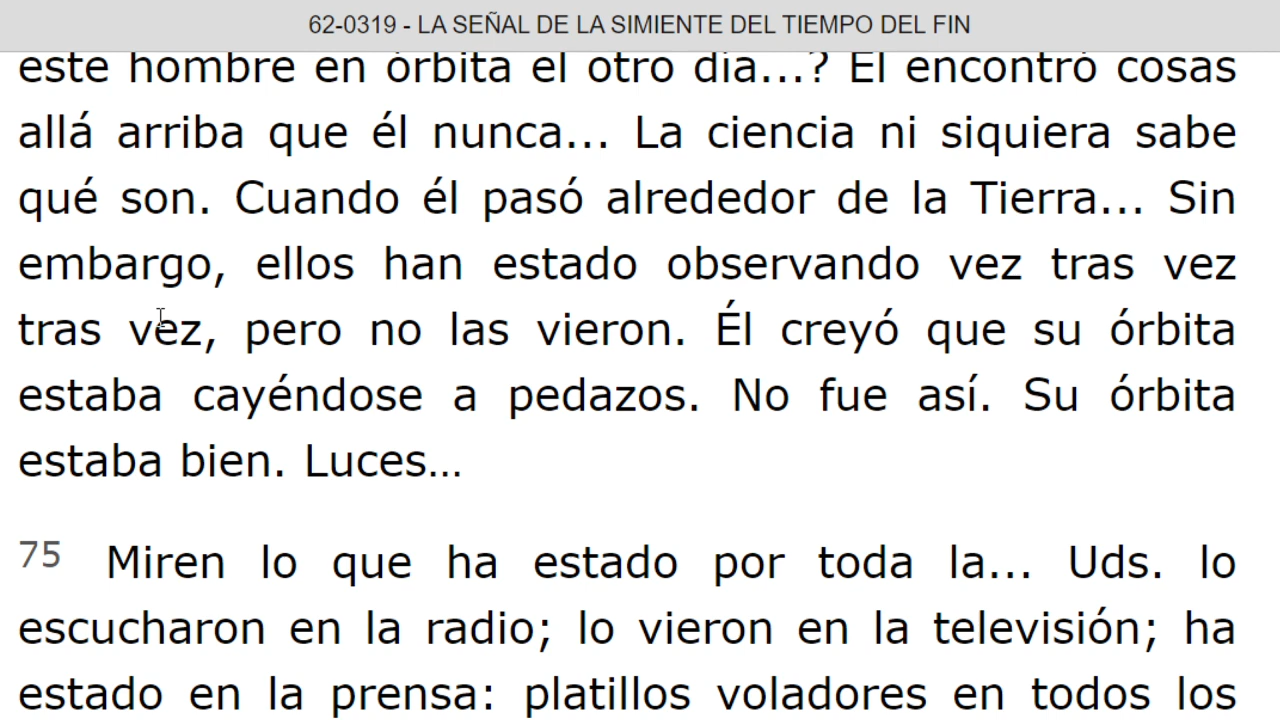 62-0319 - LA SEÑAL DE LA SIMIENTE DEL TIEMPO DEL FIN
este hombre en órbita el otro día...? Él encontró cosas
allá arriba que él nunca... La ciencia ni siquiera sabe
qué son. Cuando él pasó alrededor de la Tierra... Sin
embargo, ellos han estado observando vez tras vez
tras vez, pero no las vieron. Él creyó que su órbita
estaba cayéndose a pedazos. No fue así. Su órbita
estaba bien. Luces...
75 Miren lo que ha estado por toda la... Uds. lo
escucharon en la radio; lo vieron en la televisión; ha
estado en la prensa: platillos voladores en todos los